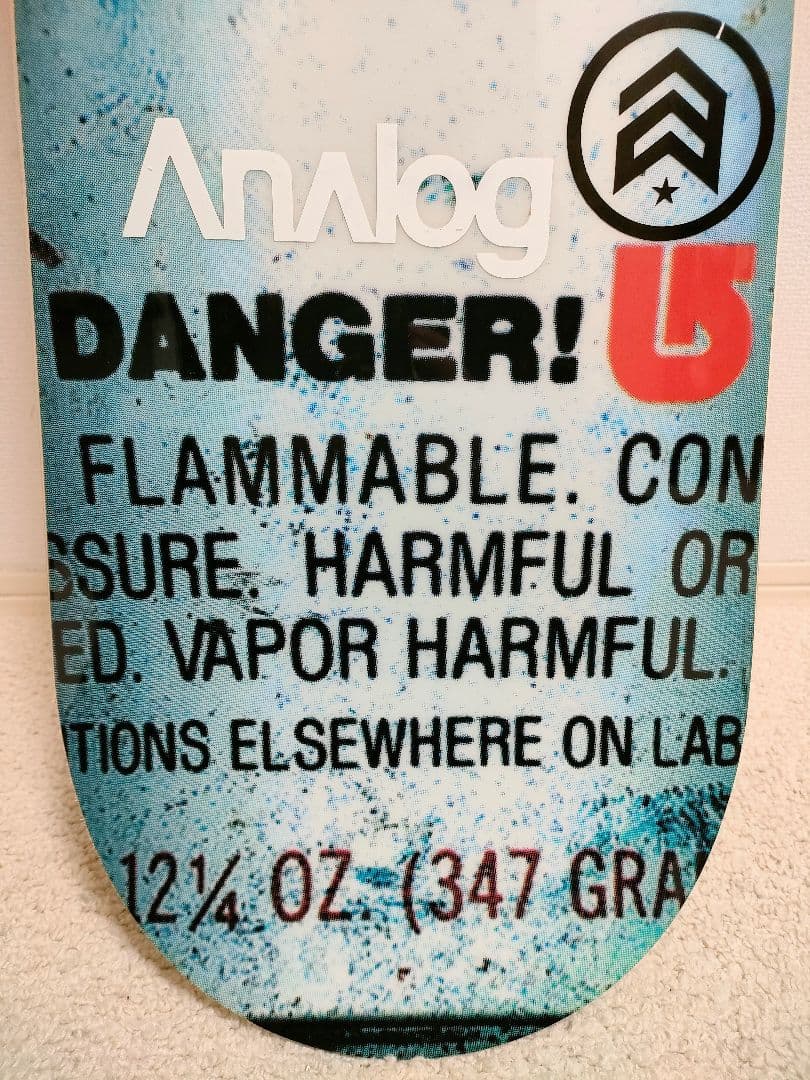 Analog
DANGER!
FLAMMABLE. CON
SSURE. HARMFUL OR
ED. VAPOR HARMFUL.
TIONS ELSEWHERE ON LAB
12¼ OZ. (347 GRA